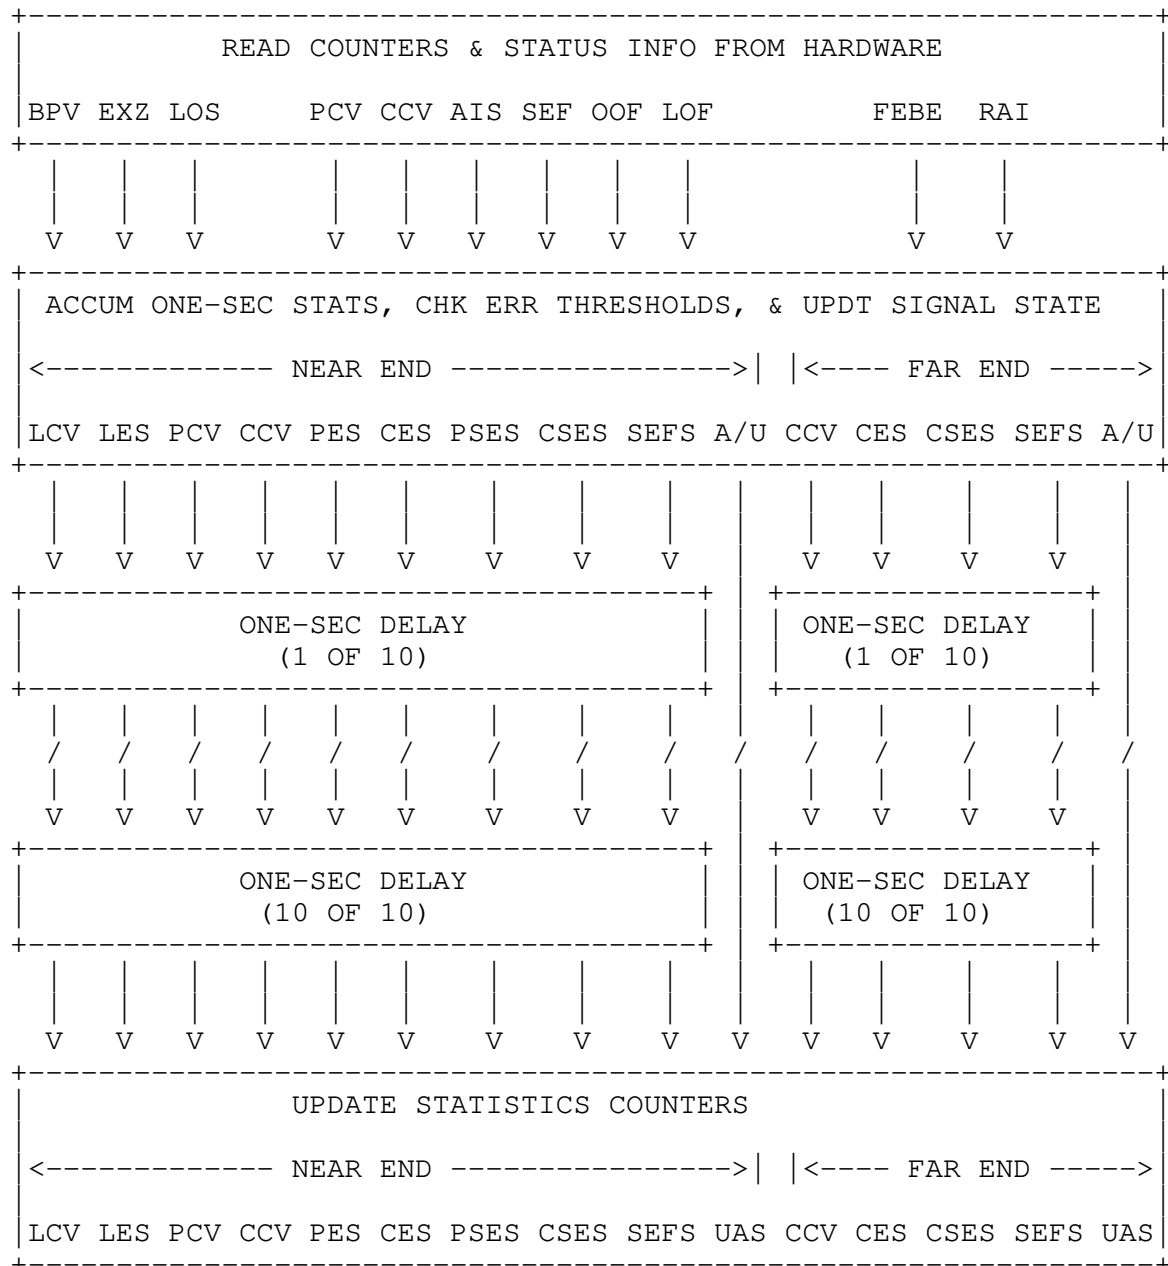 READ COUNTERS & STATUS INFO FROM HARDWARE
BPV EXZ LOS PCV CCV AIS SEF OOF LOF FEBE RAI
V V V V V V V V V V V
ACCUM ONE-SEC STATS, CHK ERR THRESHOLDS, & UPDT SIGNAL STATE
<------------- NEAR END ---------------->| |<---- FAR END ----->|
LCV LES PCV CCV PES CES PSES CSES SEFS A/U CCV CES CSES SEFS A/U
V V V V V V V V V V V V V
ONE-SEC DELAY ONE-SEC DELAY
(1 OF 10) (1 OF 10)
/ / / / / / / / / / / / / / /
V V V V V V V V V V V V V
ONE-SEC DELAY ONE-SEC DELAY
(10 OF 10) (10 OF 10)
V V V V V V V V V V V V V V V
UPDATE STATISTICS COUNTERS
<------------- NEAR END ---------------->| |<---- FAR END ----->|
LCV LES PCV CCV PES CES PSES CSES SEFS UAS CCV CES CSES SEFS UAS